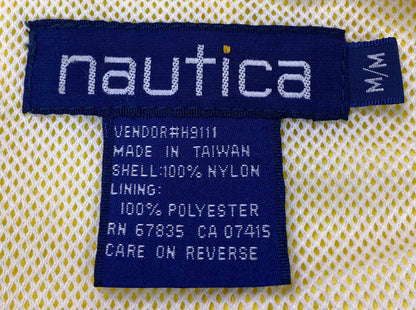 nautica
M/M
VENDOR#H9111
MADE IN TAIWAN
SHELL:100% NYLON
LINING:
100% POLYESTER
RN 67835 CA 07415
CARE ON REVERSE